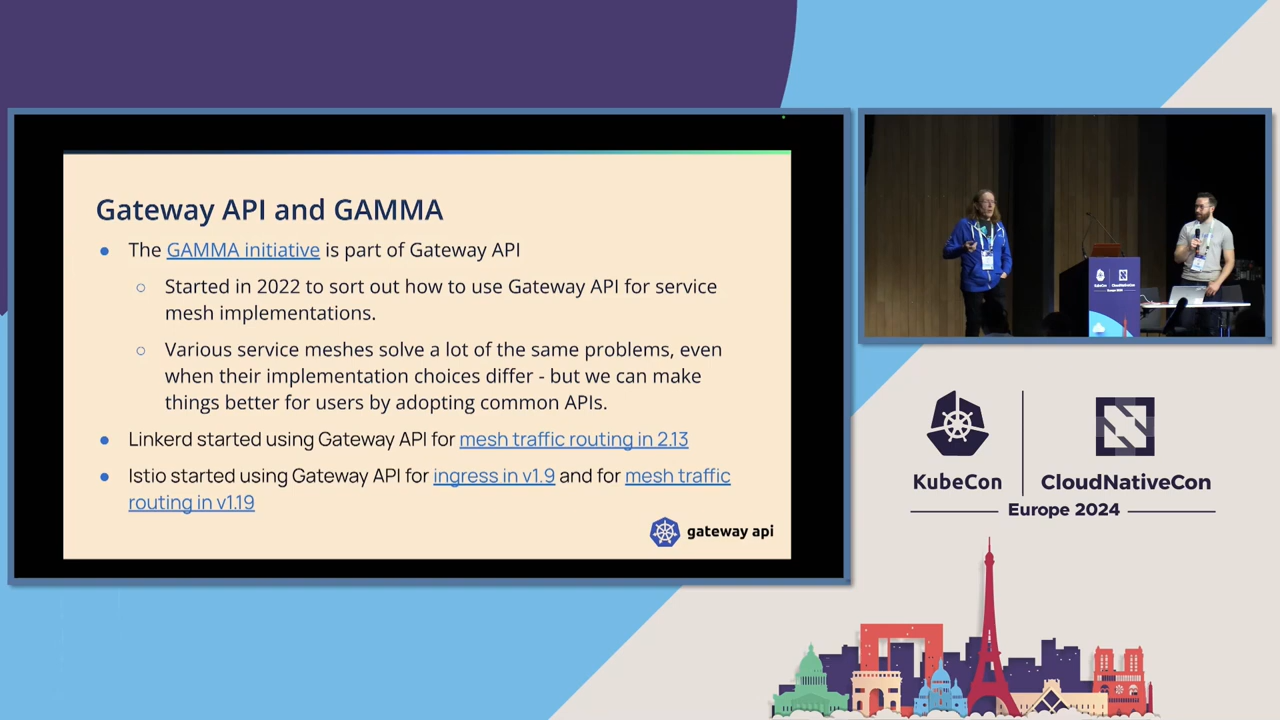 Gateway API and GAMMA
● The GAMMA initiative is part of Gateway API
○ Started in 2022 to sort out how to use Gateway API for service
mesh implementations.
○ Various service meshes solve a lot of the same problems, even
when their implementation choices differ - but we can make
things better for users by adopting common APIs.
● Linkerd started using Gateway API for mesh traffic routing in 2.13
● Istio started using Gateway API for ingress in v1.9 and for mesh traffic
routing in v1.19
gateway api
KubeCon
CloudNativeCon
Europe 2024